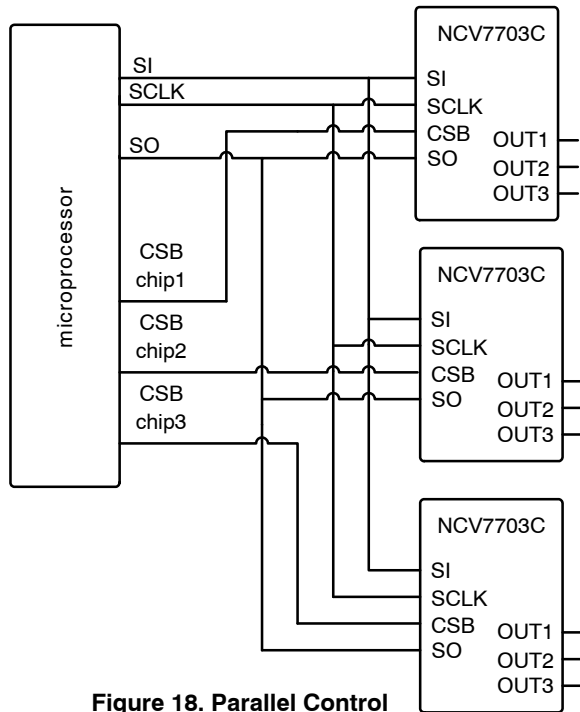 microprocessor
SI
SCLK
SO
CSB
chip1
CSB
chip2
CSB
chip3
NCV7703C
SI
SCLK
CSB
SO
OUT1
OUT2
OUT3
NCV7703C
SI
SCLK
CSB
SO
OUT1
OUT2
OUT3
NCV7703C
SI
SCLK
CSB
SO
OUT1
OUT2
OUT3
Figure 18. Parallel Control